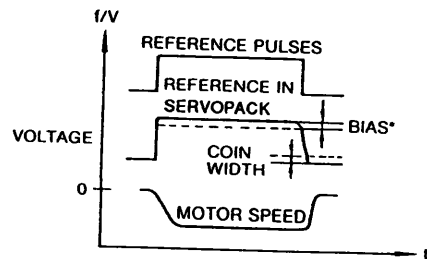 f/V
REFERENCE PULSES
REFERENCE IN
SERVOPACK
BIAS*
VOLTAGE
COIN
WIDTH
0
MOTOR SPEED
t